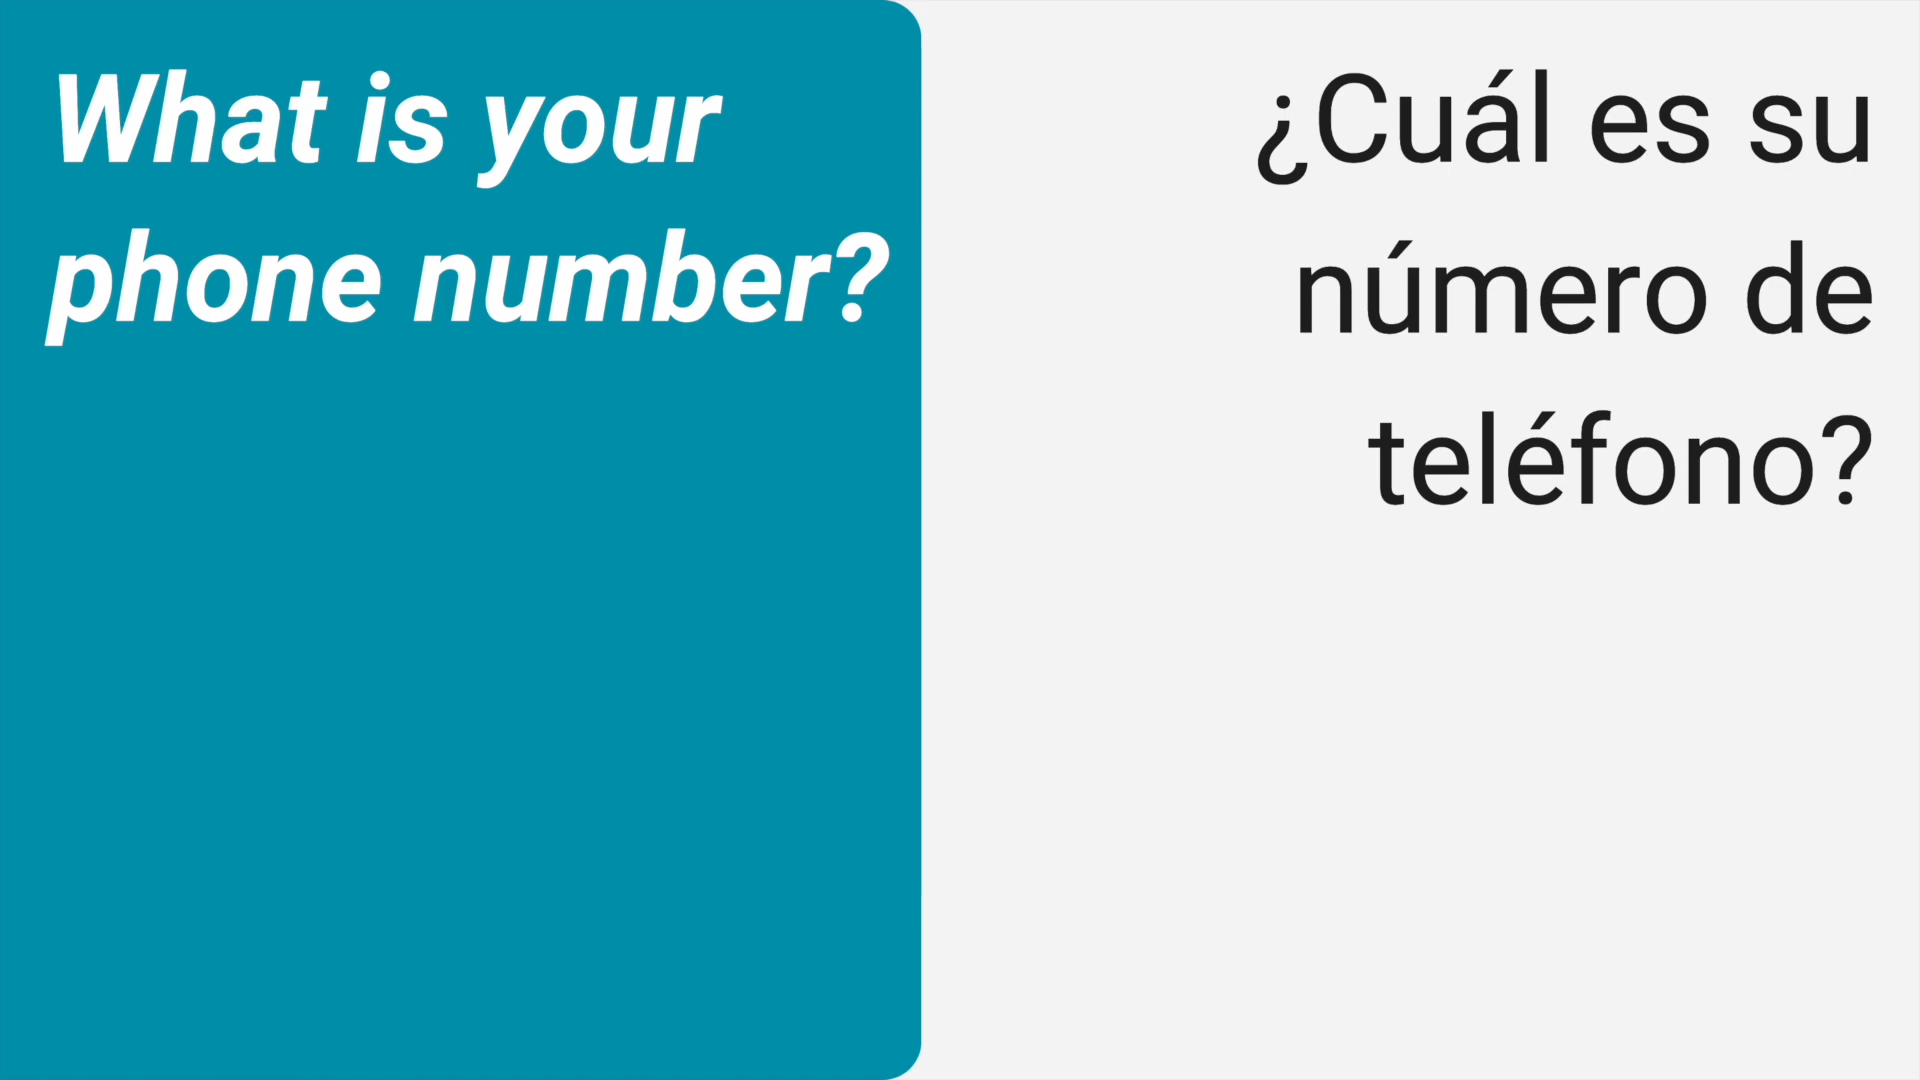 What is your
phone number?
¿Cuál es su
número de
teléfono?